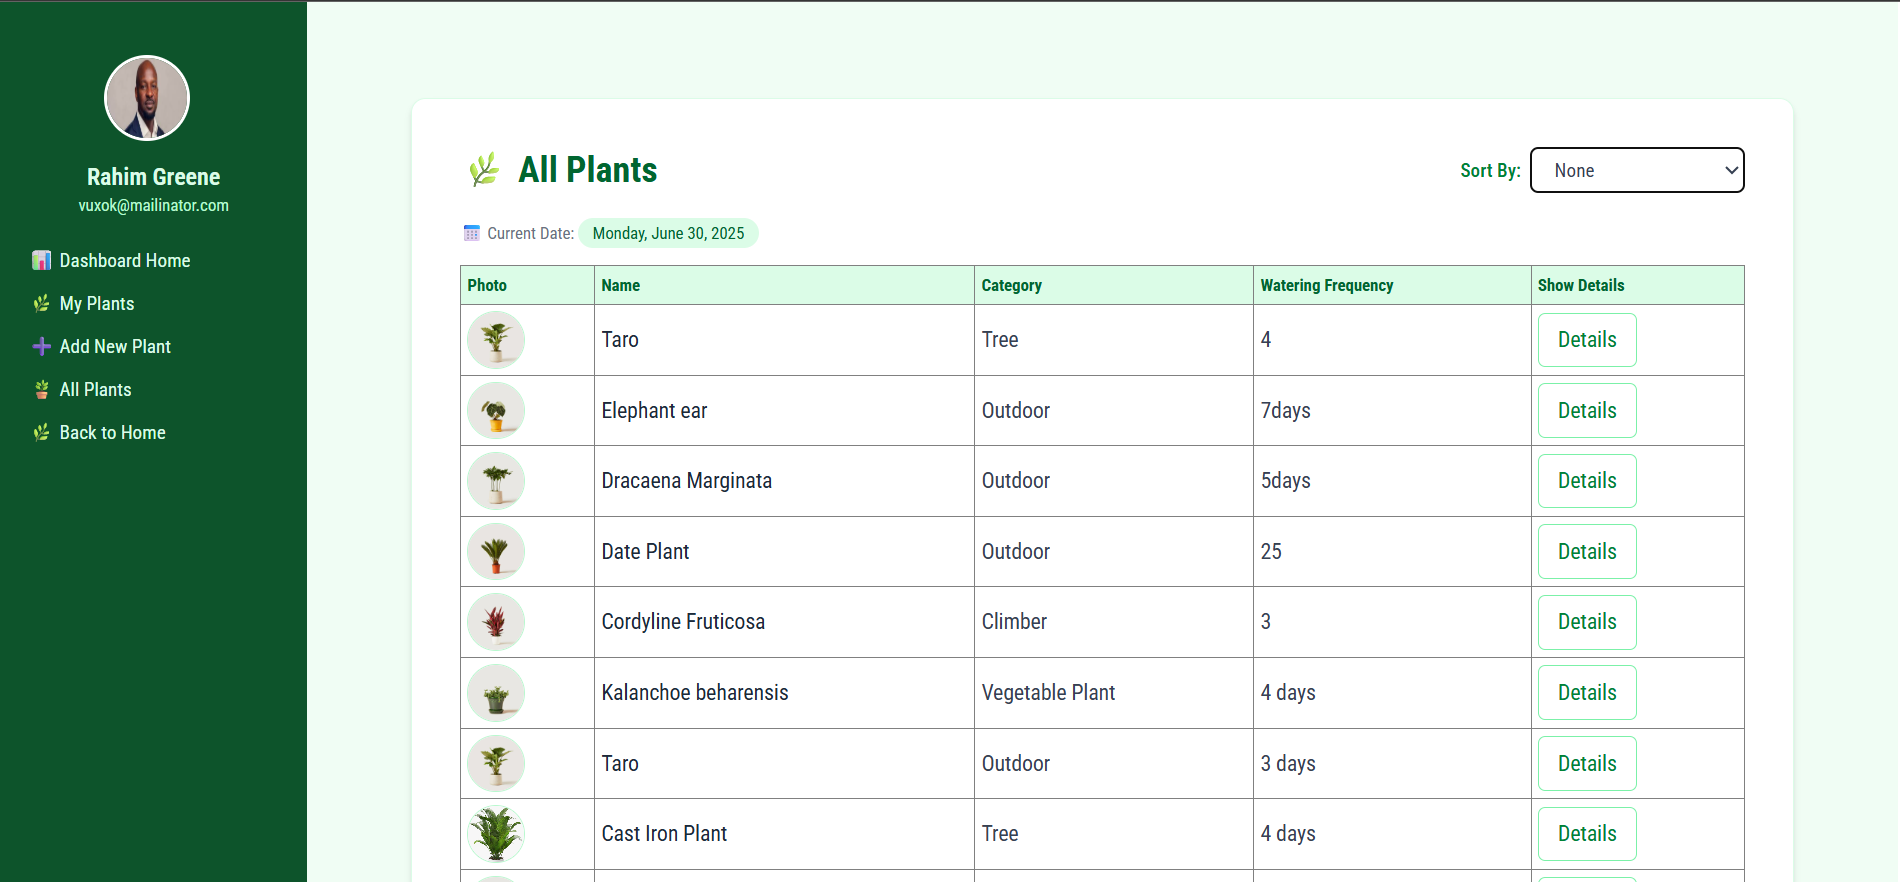 Rahim Greene
vuxok@mailinator.com
Dashboard Home
My Plants
Add New Plant
All Plants
Back to Home
All Plants
Sort By: None
Current Date: Monday, June 30, 2025
Photo Name Category Watering Frequency Show Details
Taro Tree 4 Details
Elephant ear Outdoor 7days Details
Dracaena Marginata Outdoor 5days Details
Date Plant Outdoor 25 Details
Cordyline Fruticosa Climber 3 Details
Kalanchoe beharensis Vegetable Plant 4 days Details
Taro Outdoor 3 days Details
Cast Iron Plant Tree 4 days Details